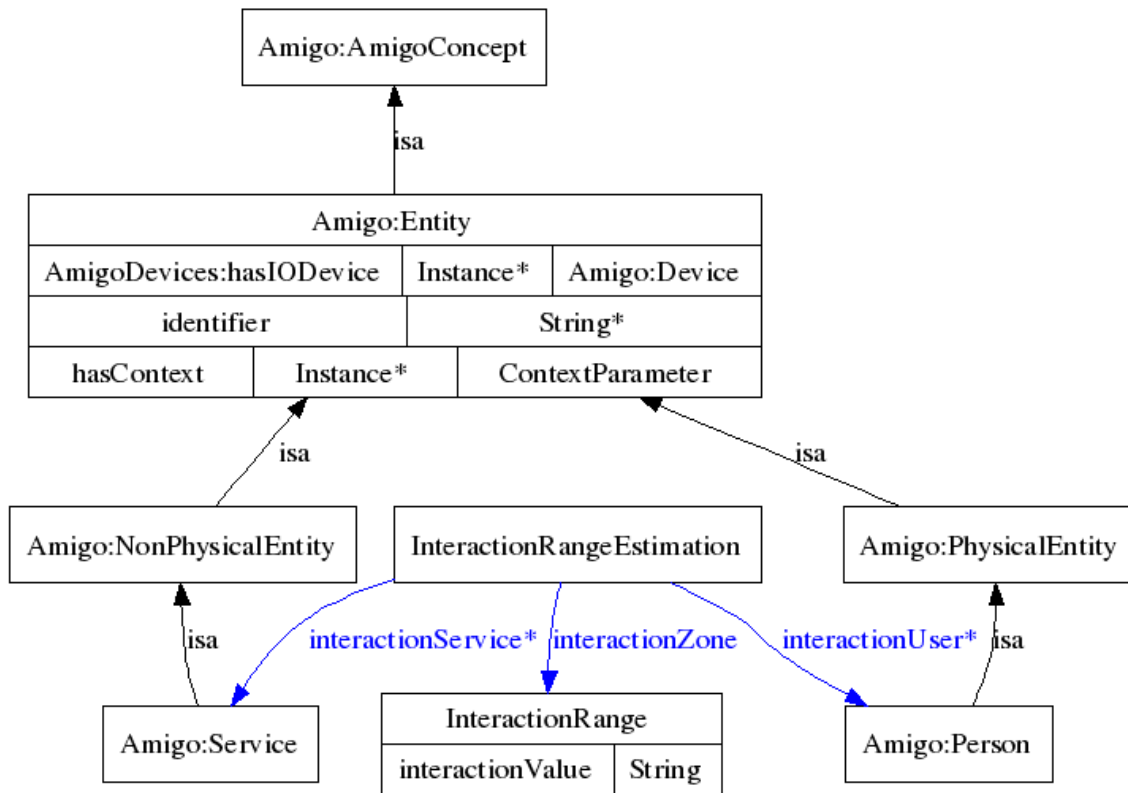 Amigo:AmigoConcept
isa
Amigo:Entity
AmigoDevices:hasIODevice Instance* Amigo:Device
identifier String*
hasContext Instance* ContextParameter
isa isa
Amigo:NonPhysicalEntity InteractionRangeEstimation Amigo:PhysicalEntity
isa interactionService* interactionZone interactionUser* isa
Amigo:Service InteractionRange Amigo:Person
interactionValue String